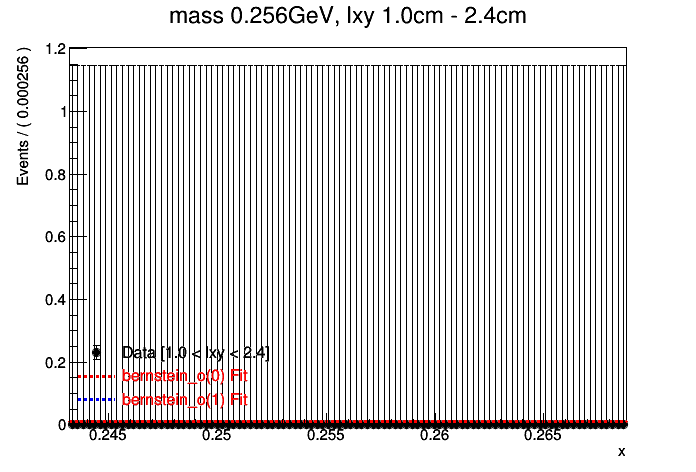 mass 0.256GeV, lxy 1.0cm - 2.4cm
Events / ( 0.000256 )
1.2
1
0.8
0.6
0.4
0.2
0
Data [1.0 < lxy < 2.4]
bernstein_o(0) Fit
bernstein_o(1) Fit
0.245 0.25 0.255 0.26 0.265
x